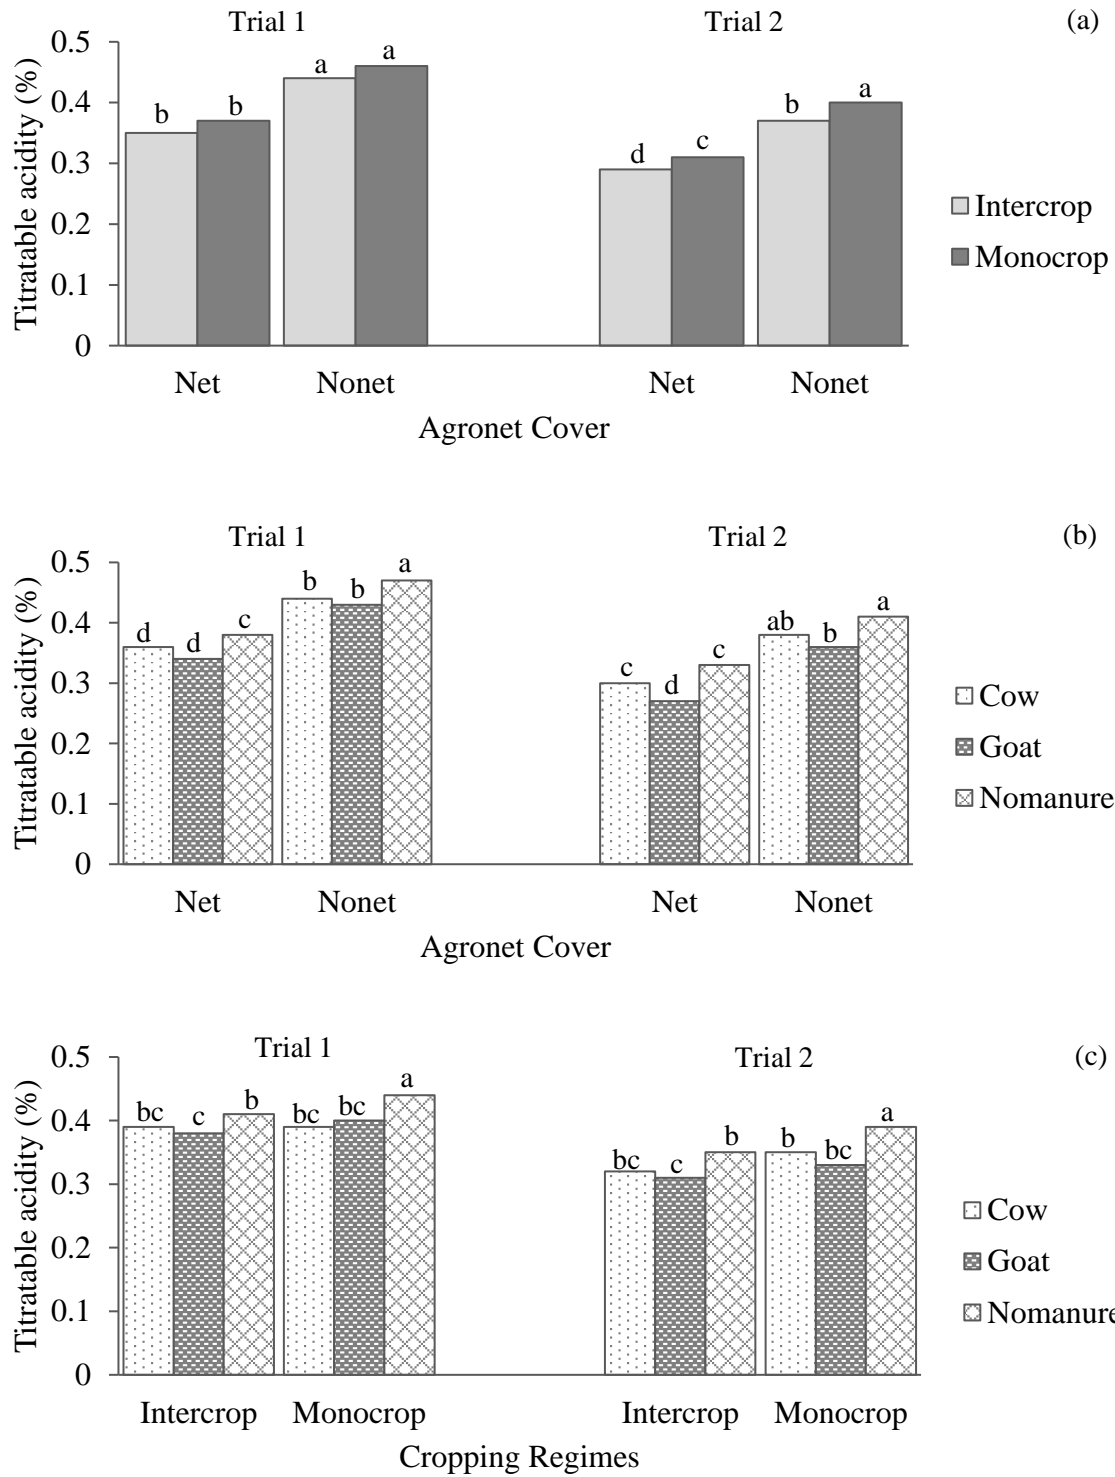 Trial 1 Trial 2 (a)
Titratable acidity (%)
0.5
0.4
0.3
0.2
0.1
0
b b a a d c b a
Intercrop
Monocrop
Net Nonet Net Nonet
Agronet Cover
Trial 1 Trial 2 (b)
Titratable acidity (%)
0.5
0.4
0.3
0.2
0.1
0
d d c b b a c d c ab b a
Cow
Goat
Nomanure
Net Nonet Net Nonet
Agronet Cover
Trial 1 Trial 2 (c)
Titratable acidity (%)
0.5
0.4
0.3
0.2
0.1
0
bc c b bc bc a bc c b b bc a
Cow
Goat
Nomanure
Intercrop Monocrop Intercrop Monocrop
Cropping Regimes